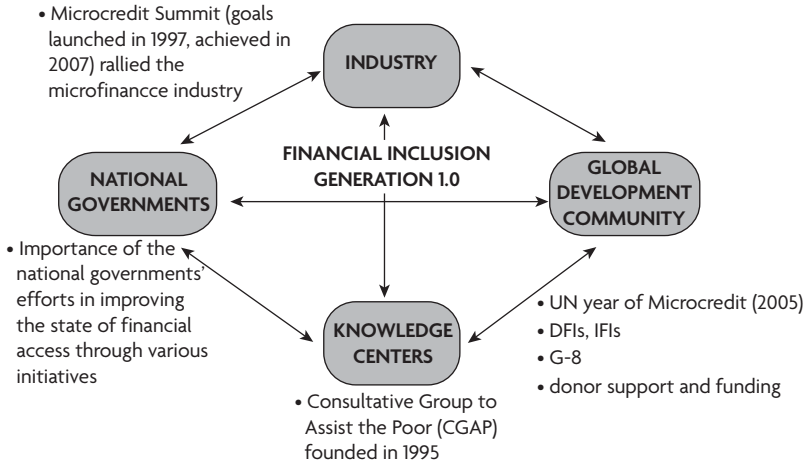 • Microcredit Summit (goals
launched in 1997, achieved in
2007) rallied the
microfinancce industry
INDUSTRY
FINANCIAL INCLUSION
GENERATION 1.0
NATIONAL
GOVERNMENTS
GLOBAL
DEVELOPMENT
COMMUNITY
• Importance of the
national governments’
efforts in improving
the state of financial
access through various
initiatives
KNOWLEDGE
CENTERS
• UN year of Microcredit (2005)
• DFIs, IFIs
• G-8
• donor support and funding
• Consultative Group to
Assist the Poor (CGAP)
founded in 1995